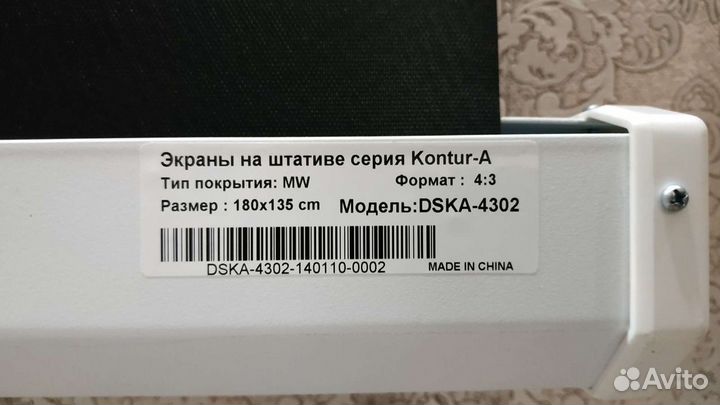 Экраны на штативе серия Kontur-A
Тип покрытия: MW Формат : 4:3
Размер : 180x135 cm Модель:DSKA-4302
DSKA-4302-140110-0002 MADE IN CHINA
Avito